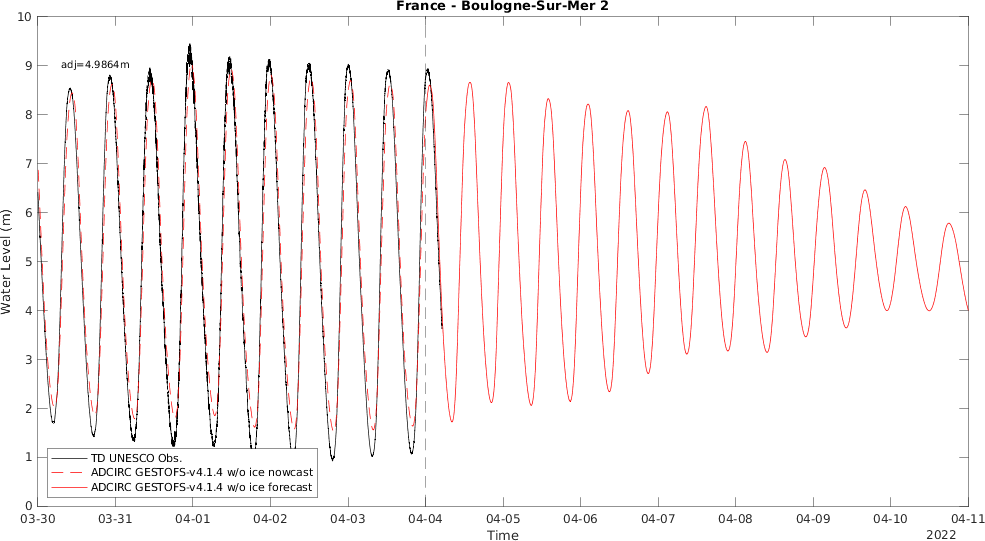 France - Boulogne-Sur-Mer 2
10
9
8
7
6
5
4
3
2
1
0
Water Level (m)
adj=4.9864m
TD UNESCO Obs.
ADCIRC GESTOFS-v4.1.4 w/o ice nowcast
ADCIRC GESTOFS-v4.1.4 w/o ice forecast
03-30 03-31 04-01 04-02 04-03 04-04 04-05 04-06 04-07 04-08 04-09 04-10 04-11
Time
2022